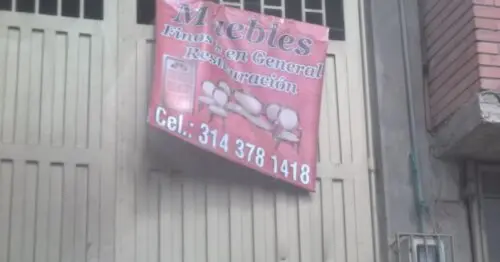 Muebles
Finos en General
Restauración
Cel.: 314 378 1418